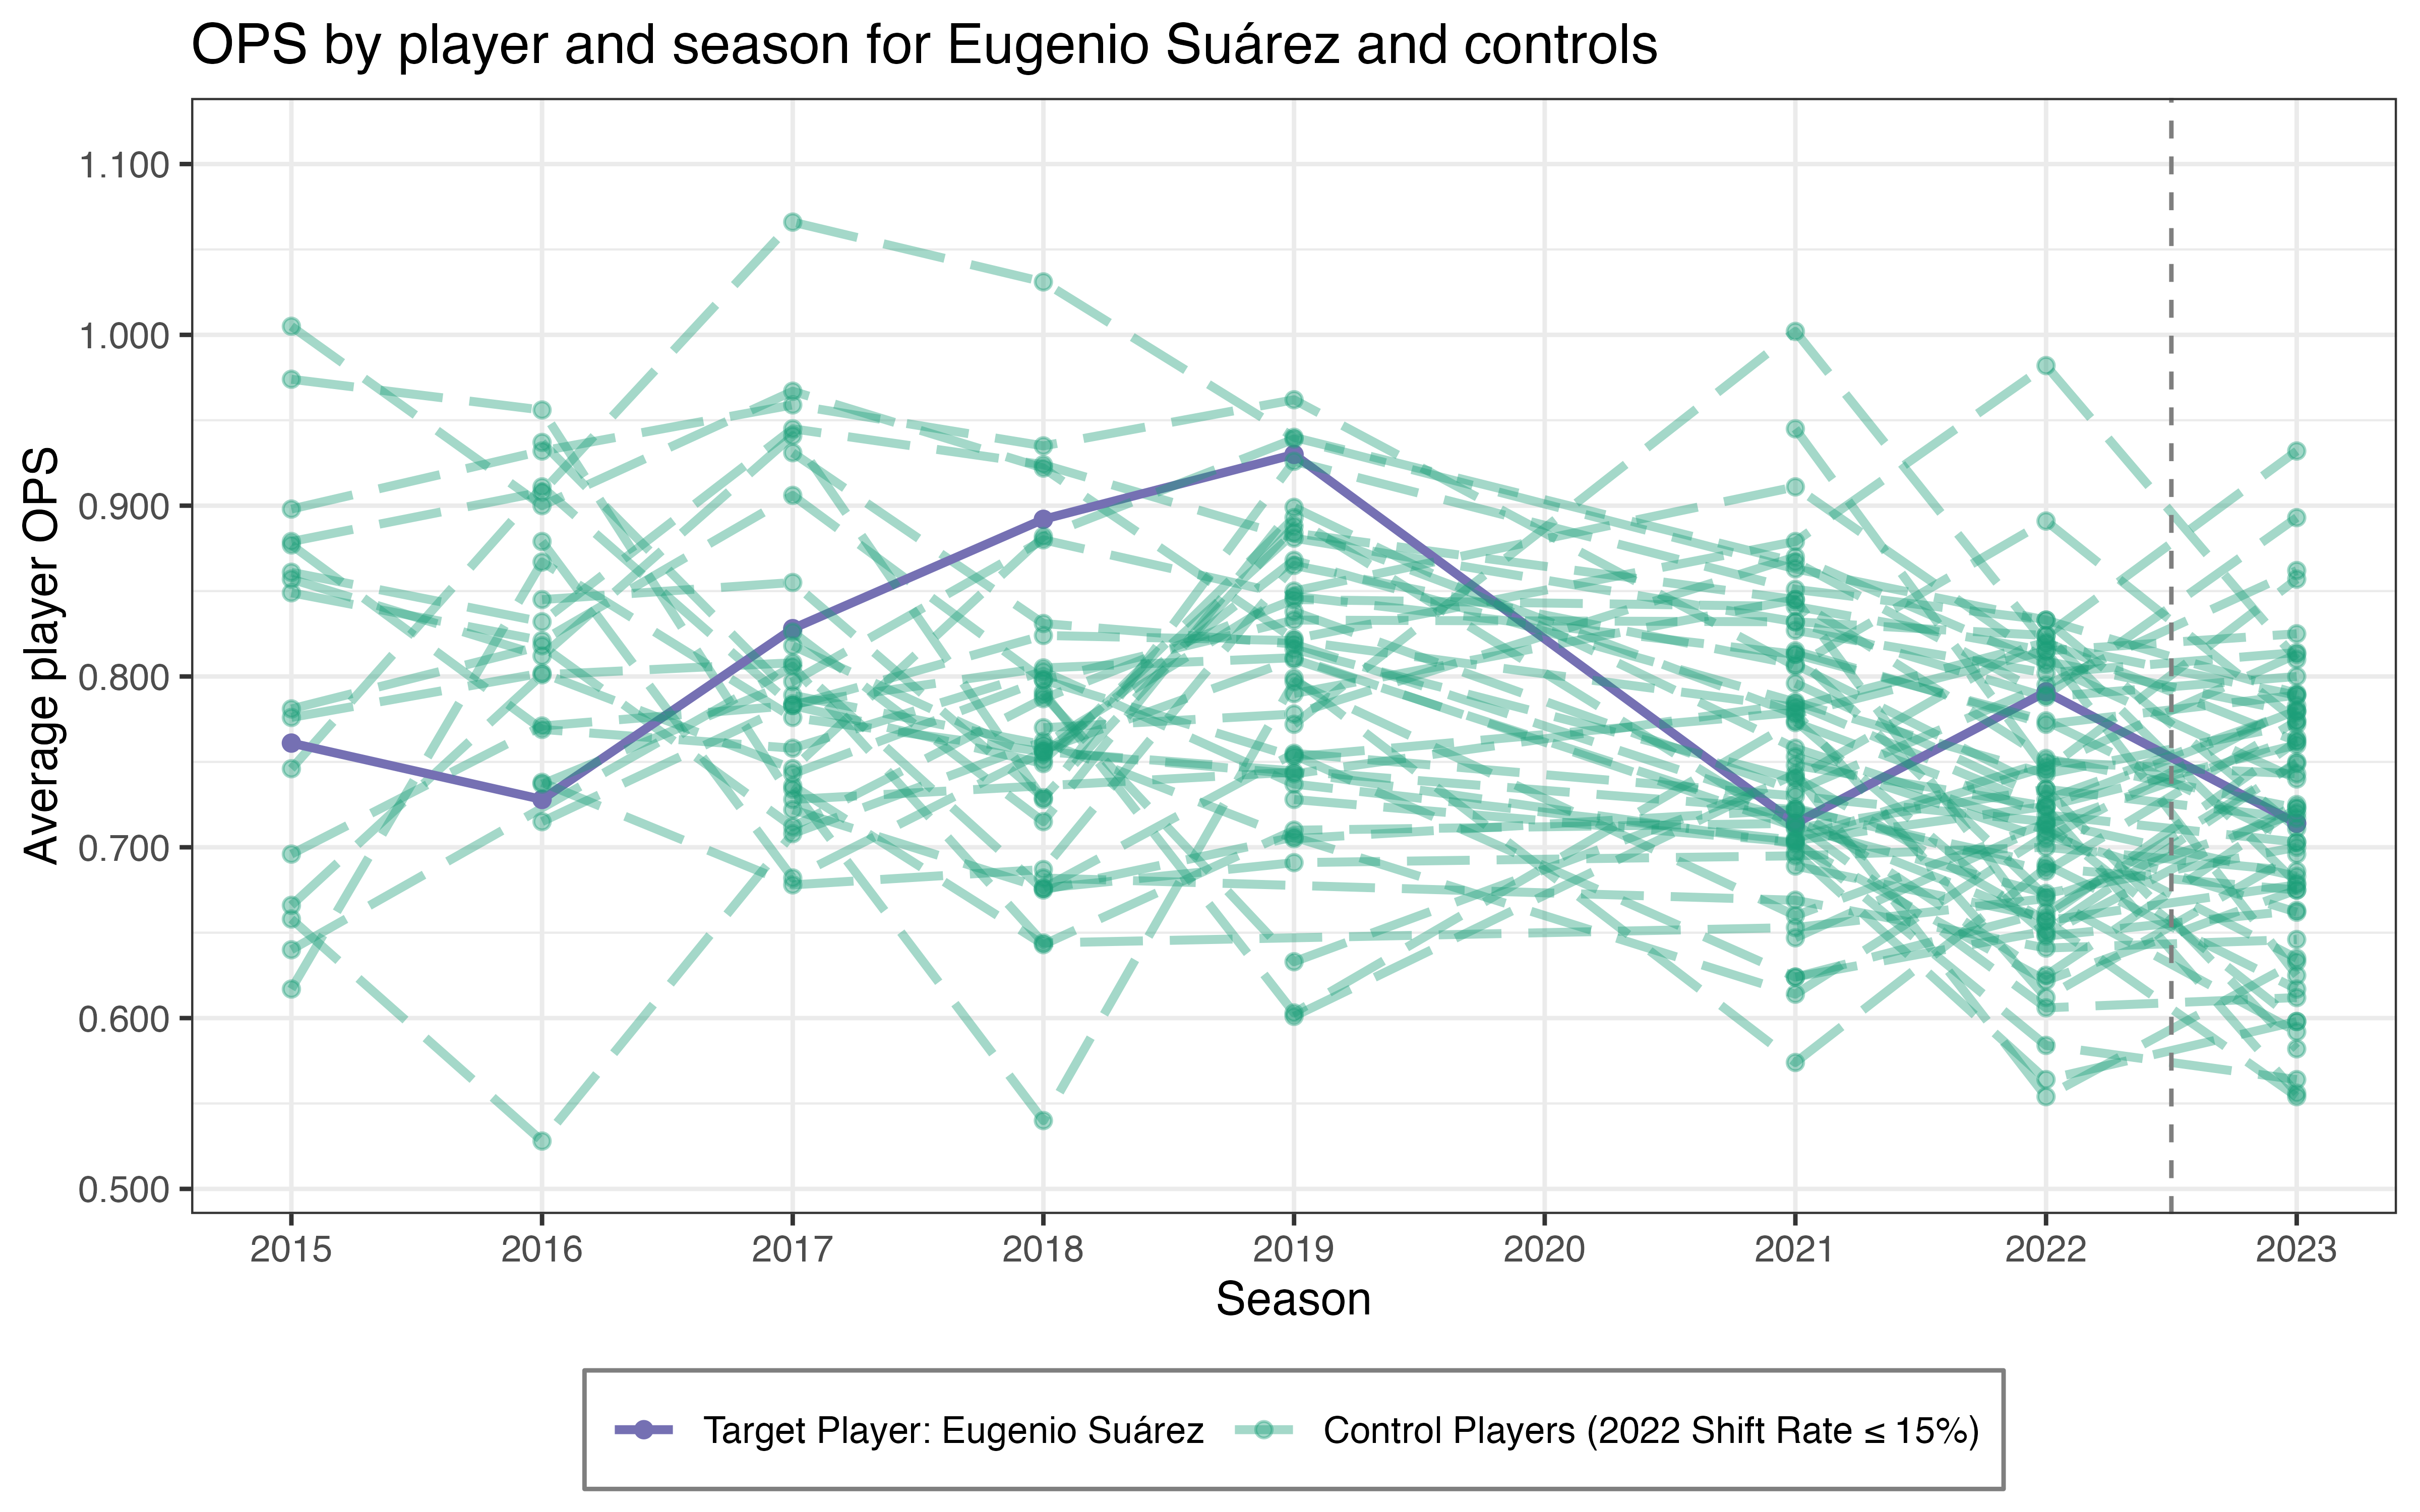 OPS by player and season for Eugenio Suárez and controls
Average player OPS
1.100
1.000
0.900
0.800
0.700
0.600
0.500
2015 2016 2017 2018 2019 2020 2021 2022 2023
Season
Target Player: Eugenio Suárez Control Players (2022 Shift Rate ≤ 15%)